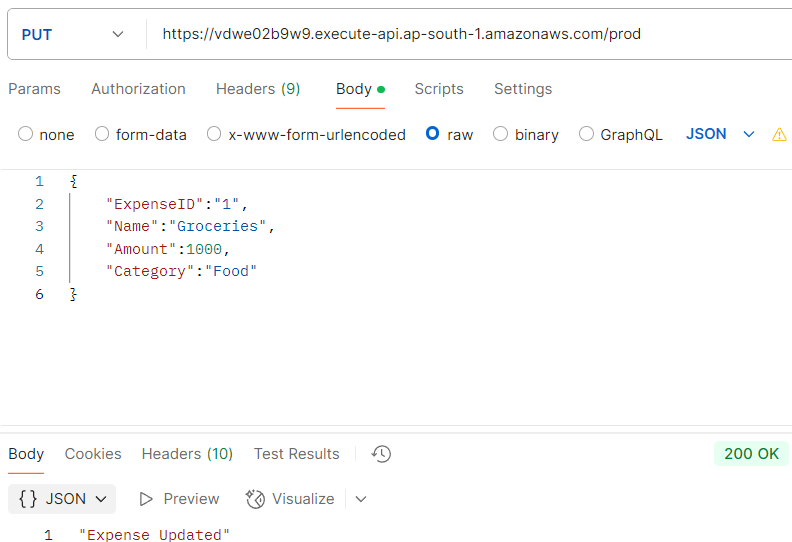 PUT https://vdwe02b9w9.execute-api.ap-south-1.amazonaws.com/prod
Params Authorization Headers (9) Body Scripts Settings
none form-data x-www-form-urlencoded raw binary GraphQL JSON
1 {
2 "ExpenseID":"1",
3 "Name":"Groceries",
4 "Amount":1000,
5 "Category":"Food"
6 }
Body Cookies Headers (10) Test Results 200 OK
{} JSON Preview Visualize
1 "Expense Updated"